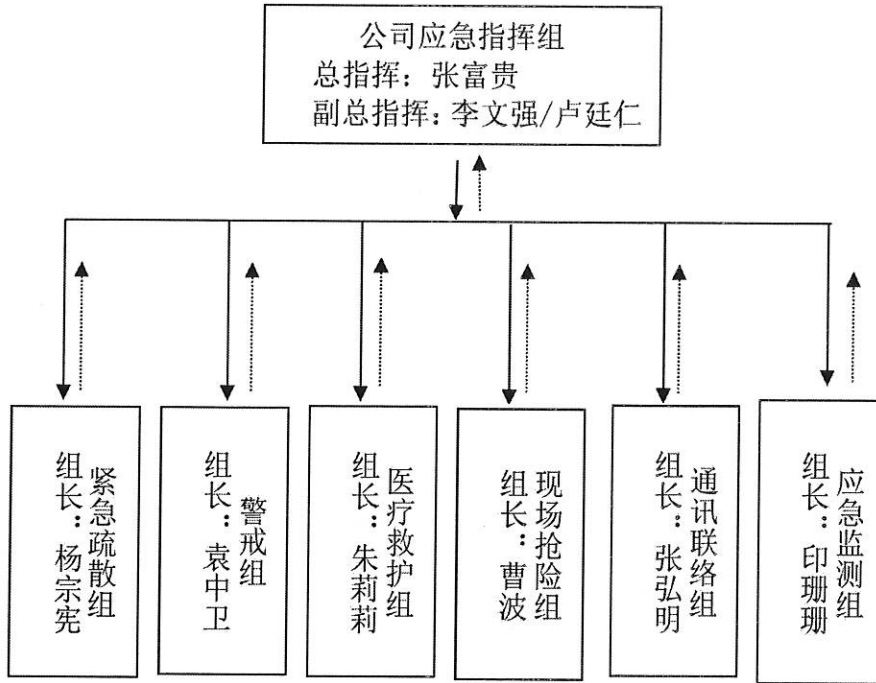 公司应急指挥组
总指挥：张富贵
副总指挥：李文强/卢廷仁
紧急疏散组
组长：杨宗宪
警戒组
组长：袁中卫
医疗救护组
组长：朱莉莉
现场抢险组
组长：曹波
通讯联络组
组长：张弘明
应急监测组
组长：印珊珊